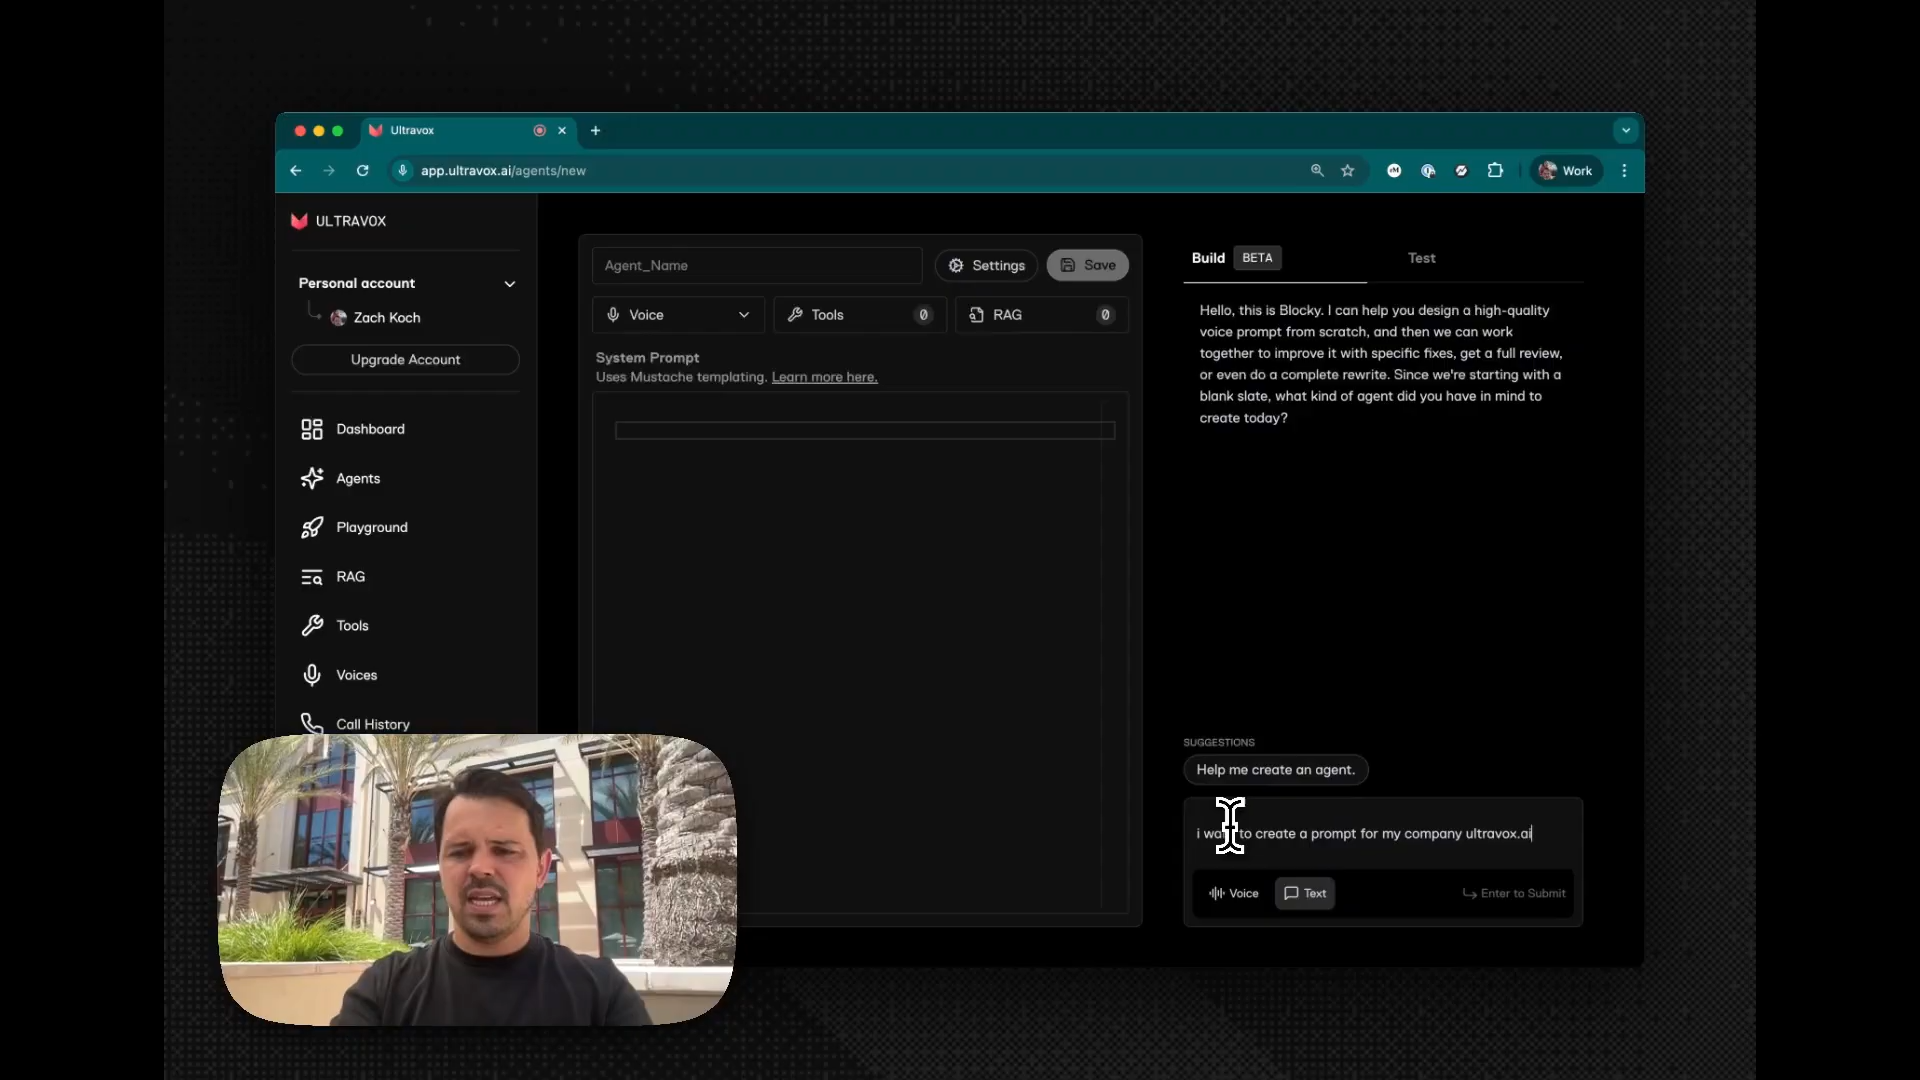 Ultravox
app.ultravox.ai/agents/new
Work
ULTRAVOX
Personal account
Zach Koch
Upgrade Account
Dashboard
Agents
Playground
RAG
Tools
Voices
Call History
Agent_Name
Settings
Save
Voice
Tools
0
RAG
0
System Prompt
Uses Mustache templating. Learn more here.
Build
BETA
Test
Hello, this is Blocky. I can help you design a high-quality
voice prompt from scratch, and then we can work
together to improve it with specific fixes, get a full review,
or even do a complete rewrite. Since we're starting with a
blank slate, what kind of agent did you have in mind to
create today?
SUGGESTIONS
Help me create an agent.
i want to create a prompt for my company ultravox.ai
Voice
Text
Enter to Submit